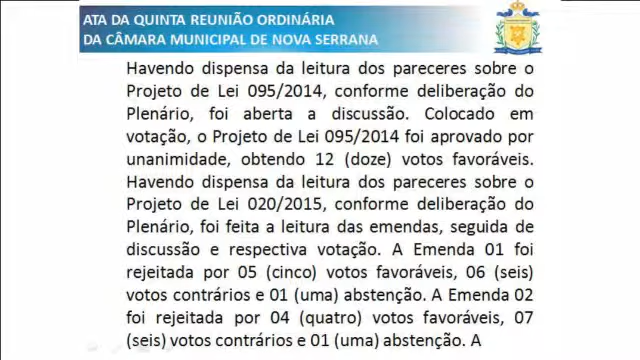 ATA DA QUINTA REUNIÃO ORDINÁRIA
DA CÂMARA MUNICIPAL DE NOVA SERRANA
Havendo dispensa da leitura dos pareceres sobre o
Projeto de Lei 095/2014, conforme deliberação do
Plenário, foi aberta a discussão. Colocado em
votação, o Projeto de Lei 095/2014 foi aprovado por
unanimidade, obtendo 12 (doze) votos favoráveis.
Havendo dispensa da leitura dos pareceres sobre o
Projeto de Lei 020/2015, conforme deliberação do
Plenário, foi feita a leitura das emendas, seguida de
discussão e respectiva votação. A Emenda 01 foi
rejeitada por 05 (cinco) votos favoráveis, 06 (seis)
votos contrários e 01 (uma) abstenção. A Emenda 02
foi rejeitada por 04 (quatro) votos favoráveis, 07
(seis) votos contrários e 01 (uma) abstenção. A